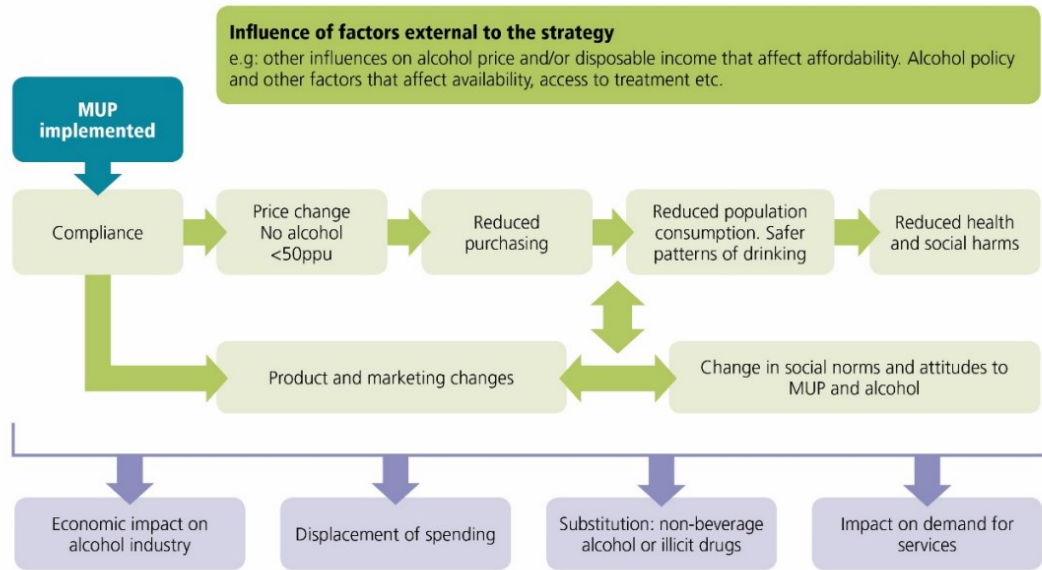 Influence of factors external to the strategy
e.g: other influences on alcohol price and/or disposable income that affect affordability. Alcohol policy
and other factors that affect availability, access to treatment etc.
MUP
implemented
Compliance
Price change
No alcohol
<50ppu
Reduced
purchasing
Reduced population
consumption. Safer
patterns of drinking
Reduced health
and social harms
Product and marketing changes
Change in social norms and attitudes to
MUP and alcohol
Economic impact on
alcohol industry
Displacement of spending
Substitution: non-beverage
alcohol or illicit drugs
Impact on demand for
services